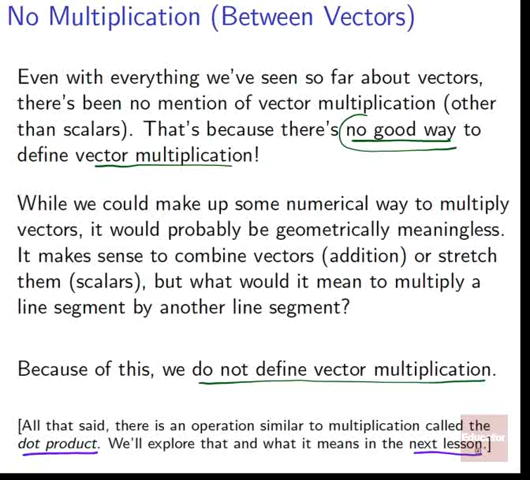 No Multiplication (Between Vectors)
Even with everything we've seen so far about vectors,
there's been no mention of vector multiplication (other
than scalars). That's because there's no good way to
define vector multiplication!
While we could make up some numerical way to multiply
vectors, it would probably be geometrically meaningless.
It makes sense to combine vectors (addition) or stretch
them (scalars), but what would it mean to multiply a
line segment by another line segment?
Because of this, we do not define vector multiplication.
[All that said, there is an operation similar to multiplication called the
dot product. We'll explore that and what it means in the next lesson.]
Educator